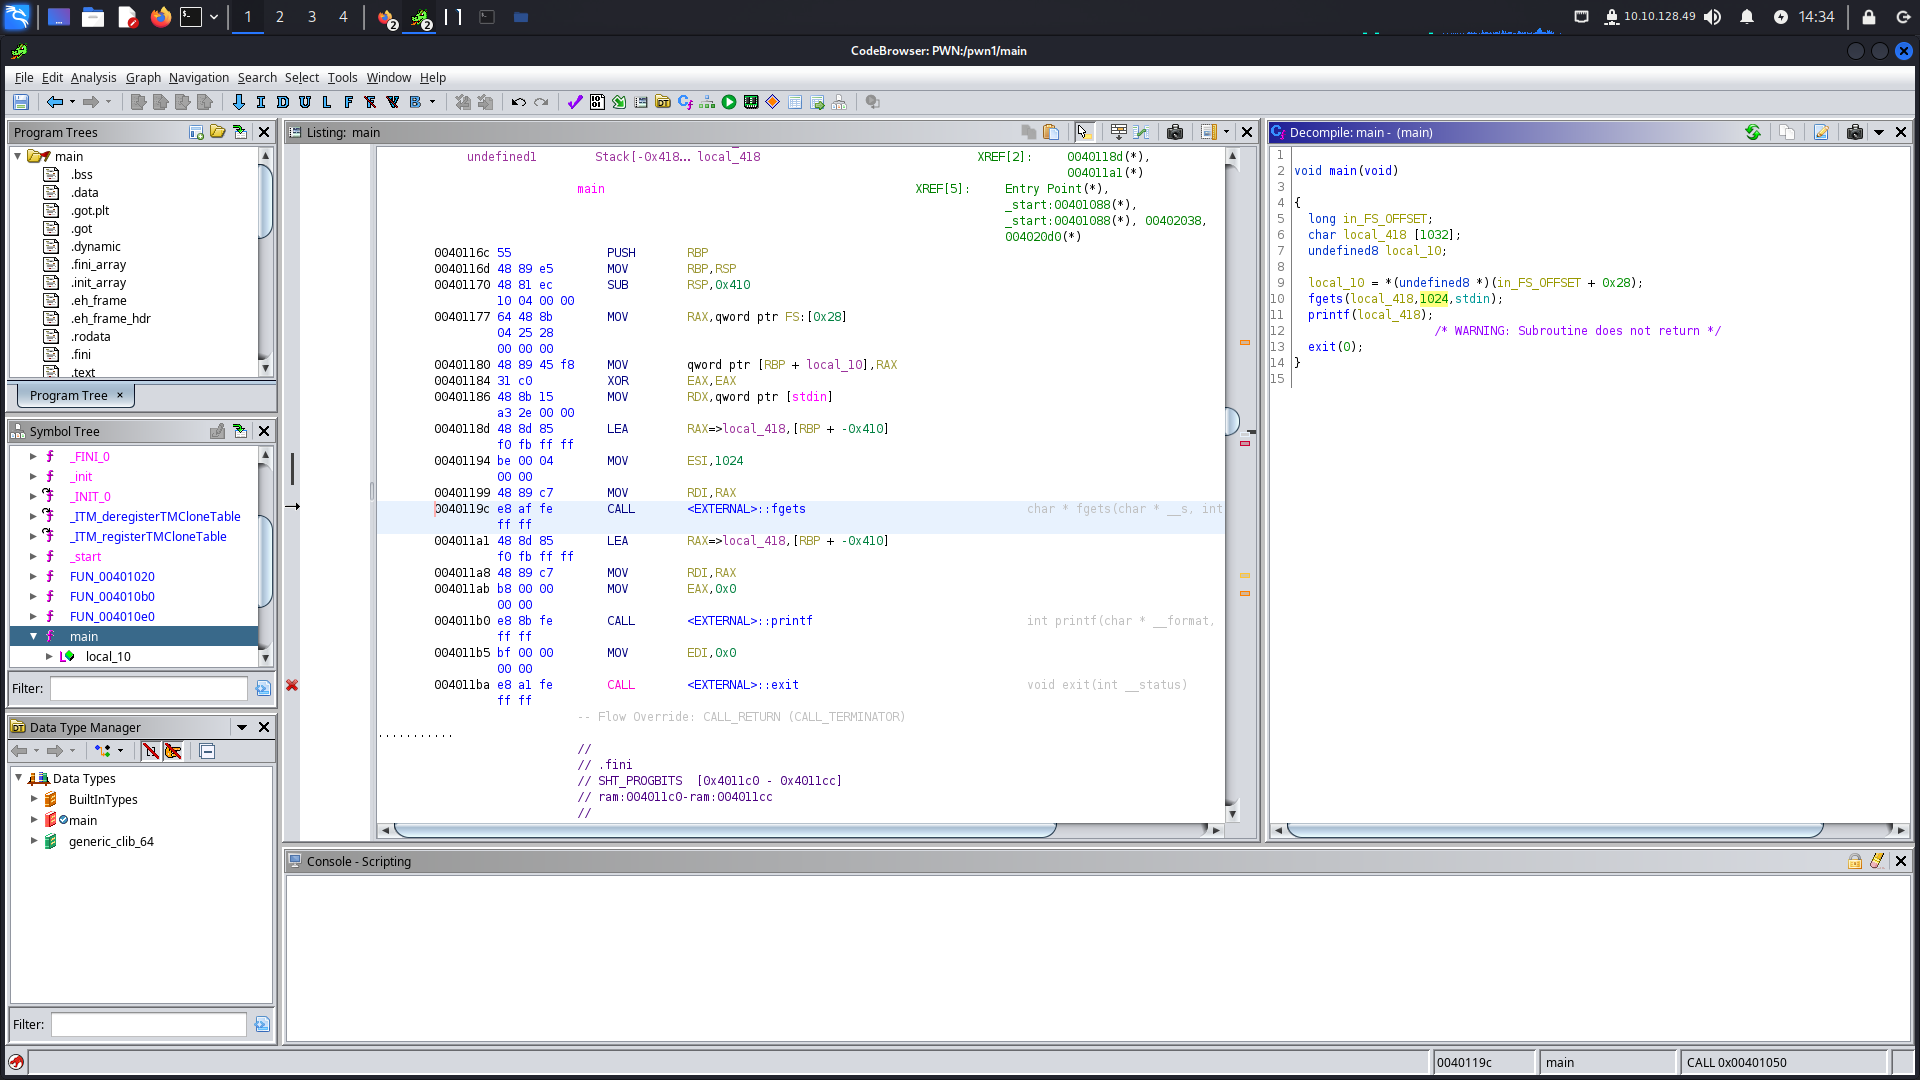 1 2 3 4 2 2 10.10.128.49 14:34
CodeBrowser: PWN:/pwn1/main
File Edit Analysis Graph Navigation Search Select Tools Window Help
I D U L F F V B
Program Trees
main
.bss
.data
.got.plt
.got
.dynamic
.fini_array
.init_array
.eh_frame
.eh_frame_hdr
.rodata
.fini
.text
Program Tree ×
Symbol Tree
_FINI_0
_init
_INIT_0
_ITM_deregisterTMCloneTable
_ITM_registerTMCloneTable
_start
FUN_00401020
FUN_004010b0
FUN_004010e0
main
local_10
Filter:
Data Type Manager
Data Types
BuiltInTypes
main
generic_clib_64
Filter:
Listing: main
undefined1 Stack[-0x418... local_418 XREF[2]: 0040118d(*),
004011a1(*)
main XREF[5]: Entry Point(*),
_start:00401088(*),
_start:00401088(*), 00402038,
004020d0(*)
0040116c 55 PUSH RBP
0040116d 48 89 e5 MOV RBP,RSP
00401170 48 81 ec SUB RSP,0x410
10 04 00 00
00401177 64 48 8b MOV RAX,qword ptr FS:[0x28]
04 25 28
00 00 00
00401180 48 89 45 f8 MOV qword ptr [RBP + local_10],RAX
00401184 31 c0 XOR EAX,EAX
00401186 48 8b 15 MOV RDX,qword ptr [stdin]
a3 2e 00 00
0040118d 48 8d 85 LEA RAX=>local_418,[RBP + -0x410]
f0 fb ff ff
00401194 be 00 04 MOV ESI,1024
00 00
00401199 48 89 c7 MOV RDI,RAX
0040119c e8 af fe CALL <EXTERNAL>::fgets char * fgets(char * __s, int
ff ff
004011a1 48 8d 85 LEA RAX=>local_418,[RBP + -0x410]
f0 fb ff ff
004011a8 48 89 c7 MOV RDI,RAX
004011ab b8 00 00 MOV EAX,0x0
00 00
004011b0 e8 8b fe CALL <EXTERNAL>::printf int printf(char * __format,
ff ff
004011b5 bf 00 00 MOV EDI,0x0
00 00
004011ba e8 a1 fe CALL <EXTERNAL>::exit void exit(int __status)
ff ff
-- Flow Override: CALL_RETURN (CALL_TERMINATOR)
...........
//
// .fini
// SHT_PROGBITS [0x4011c0 - 0x4011cc]
// ram:004011c0-ram:004011cc
//
Decompile: main - (main)
1
2 void main(void)
3
4 {
5 long in_FS_OFFSET;
6 char local_418 [1032];
7 undefined8 local_10;
8
9 local_10 = *(undefined8 *)(in_FS_OFFSET + 0x28);
10 fgets(local_418,1024,stdin);
11 printf(local_418);
12 /* WARNING: Subroutine does not return */
13 exit(0);
14 }
15
Console - Scripting
0040119c main CALL 0x00401050